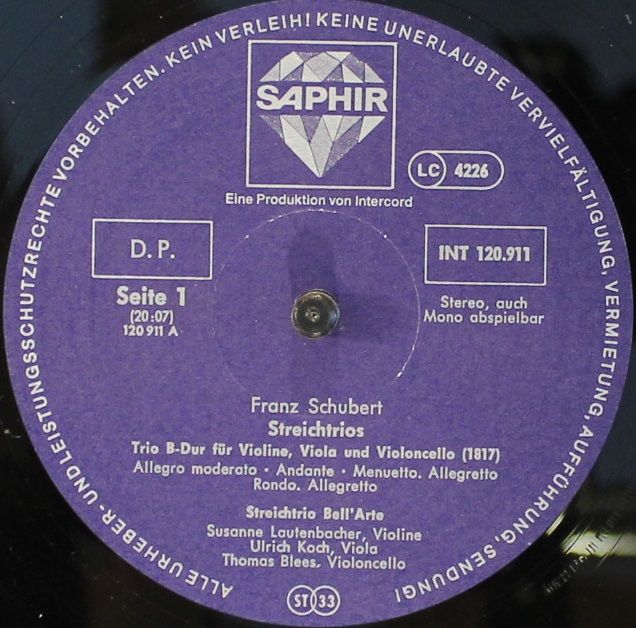 ALLE URHEBER- UND LEISTUNGSSCHUTZRECHTE VORBEHALTEN. KEIN VERLEIH! KEINE UNERLAUBTE VERVIELFÄLTIGUNG, VERMIETUNG, AUFFÜHRUNG, SENDUNG!
SAPHIR
LC 4226
Eine Produktion von Intercord
D.P.
INT 120.911
Seite 1
(20:07)
120 911 A
Stereo, auch
Mono abspielbar
Franz Schubert
Streichtrios
Trio B-Dur für Violine, Viola und Violoncello (1817)
Allegro moderato · Andante · Menuetto. Allegretto
Rondo. Allegretto
Streichtrio Bell'Arte
Susanne Lautenbacher, Violine
Ulrich Koch, Viola
Thomas Blees, Violoncello
ST 33